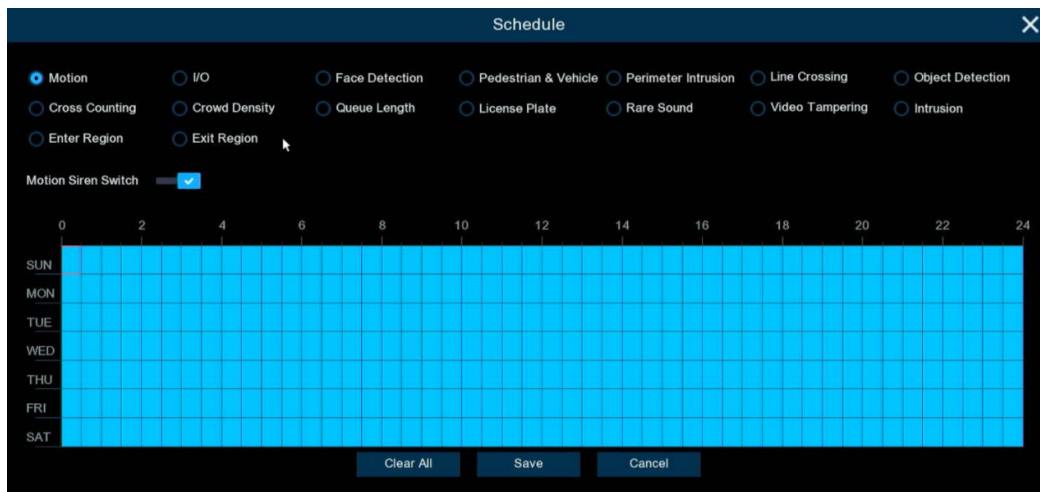 Schedule
Motion I/O Face Detection Pedestrian & Vehicle Perimeter Intrusion Line Crossing Object Detection
Cross Counting Crowd Density Queue Length License Plate Rare Sound Video Tampering Intrusion
Enter Region Exit Region
Motion Siren Switch
0 2 4 6 8 10 12 14 16 18 20 22 24
SUN
MON
TUE
WED
THU
FRI
SAT
Clear All Save Cancel